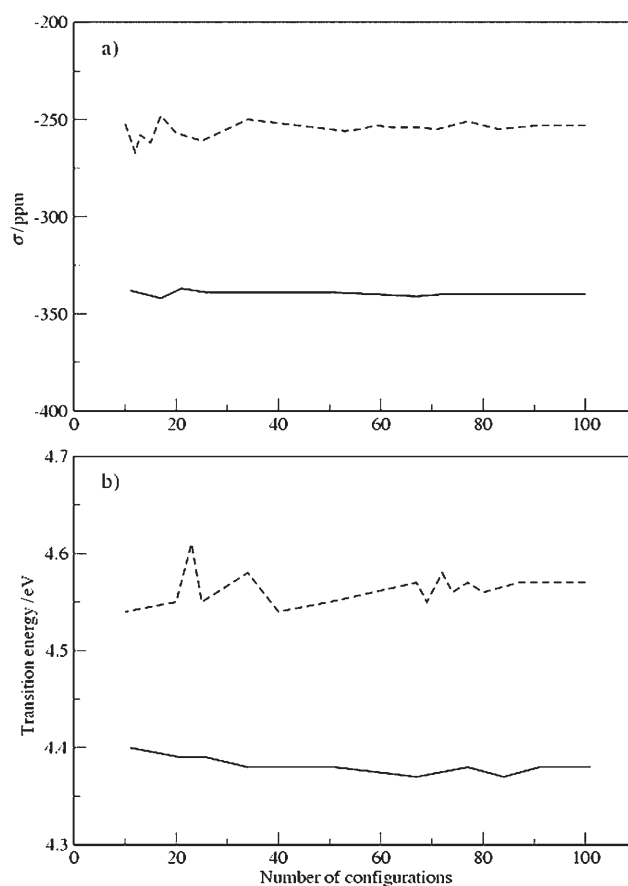 -200
a)
-250
σ/ppm
-300
-350
-400
0 20 40 60 80 100
4.7
b)
4.6
Transition energy/eV
4.5
4.4
4.3
0 20 40 60 80 100
Number of configurations